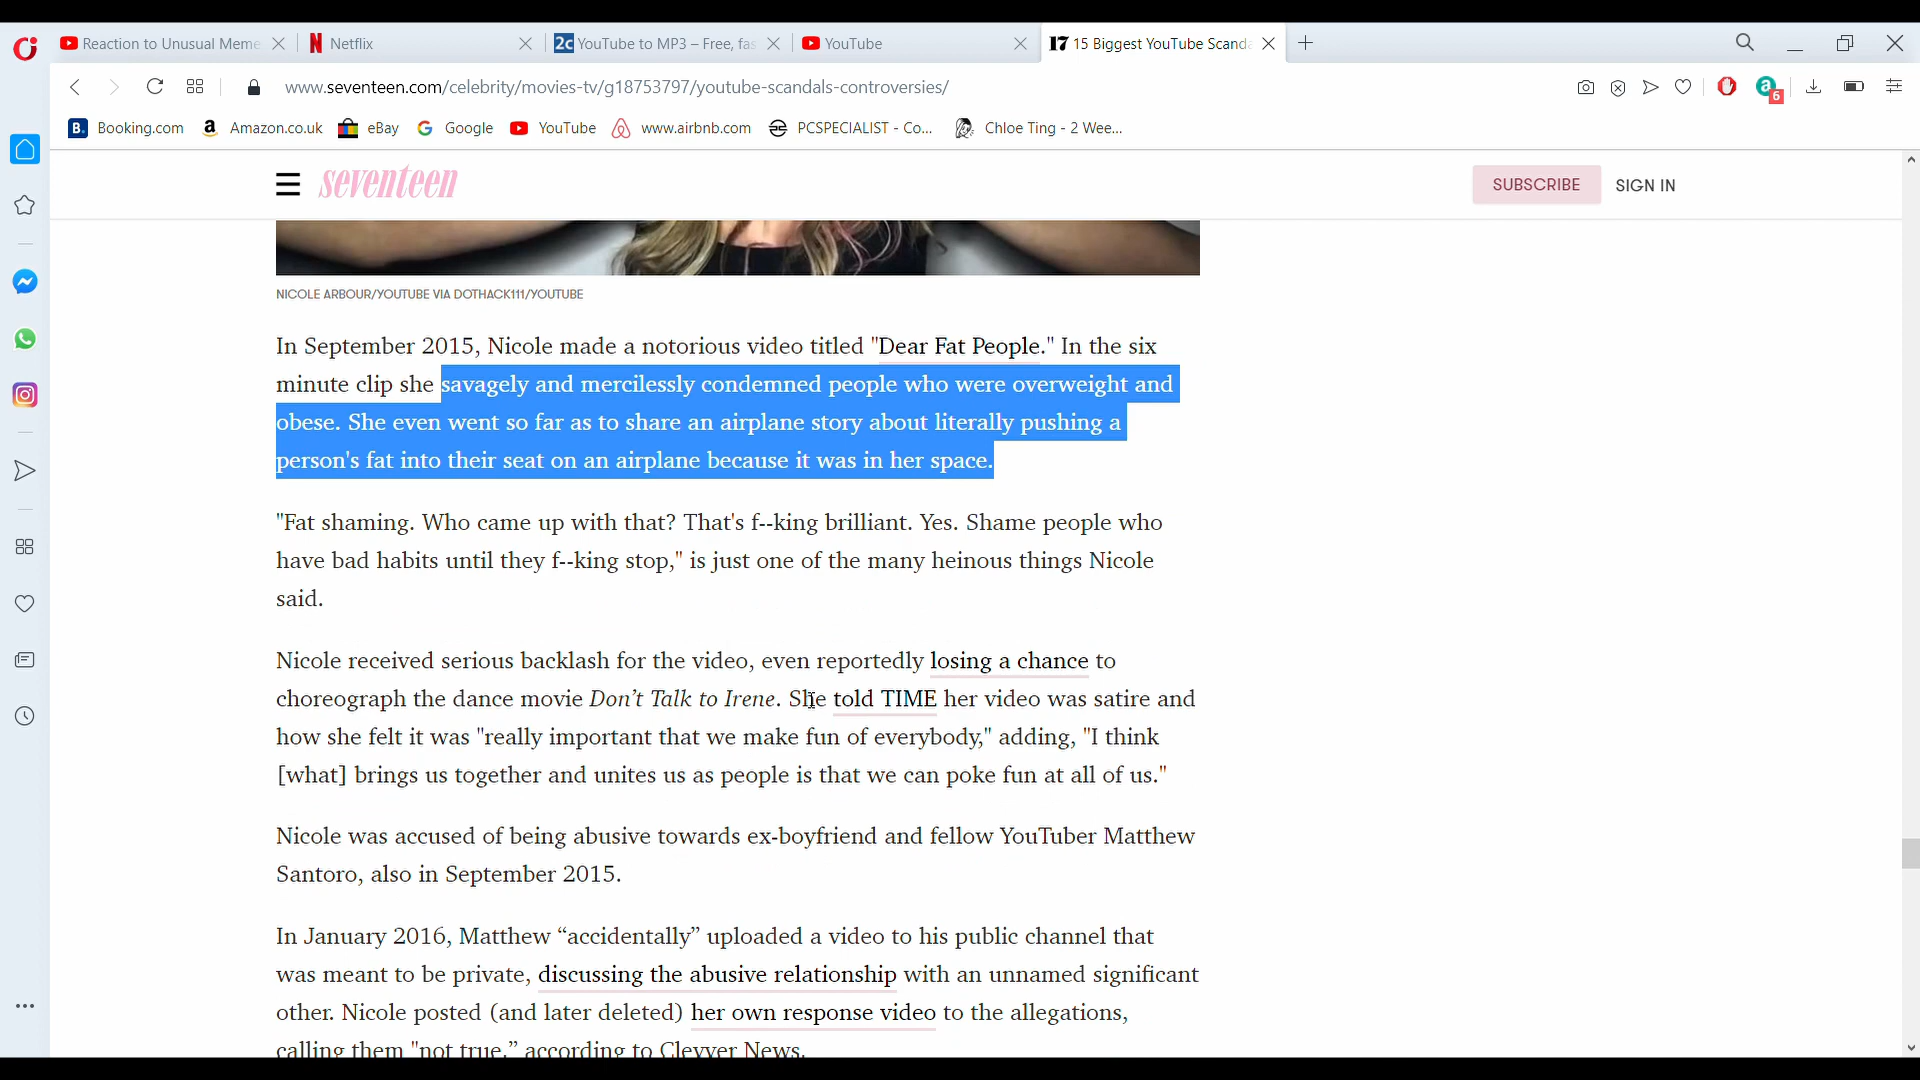 Reaction to Unusual Meme
Netflix
2c YouTube to MP3 – Free, fas
YouTube
17 15 Biggest YouTube Scanda
www.seventeen.com/celebrity/movies-tv/g18753797/youtube-scandals-controversies/
6
B. Booking.com
a Amazon.co.uk
eBay
G Google
YouTube
www.airbnb.com
PCSPECIALIST - Co...
Chloe Ting - 2 Wee...
seventeen
SUBSCRIBE
SIGN IN
NICOLE ARBOUR/YOUTUBE VIA DOTHACK111/YOUTUBE
In September 2015, Nicole made a notorious video titled "Dear Fat People." In the six
minute clip she savagely and mercilessly condemned people who were overweight and
obese. She even went so far as to share an airplane story about literally pushing a
person's fat into their seat on an airplane because it was in her space.
"Fat shaming. Who came up with that? That's f--king brilliant. Yes. Shame people who
have bad habits until they f--king stop," is just one of the many heinous things Nicole
said.
Nicole received serious backlash for the video, even reportedly losing a chance to
choreograph the dance movie Don’t Talk to Irene. She told TIME her video was satire and
how she felt it was "really important that we make fun of everybody," adding, "I think
[what] brings us together and unites us as people is that we can poke fun at all of us."
Nicole was accused of being abusive towards ex-boyfriend and fellow YouTuber Matthew
Santoro, also in September 2015.
In January 2016, Matthew “accidentally” uploaded a video to his public channel that
was meant to be private, discussing the abusive relationship with an unnamed significant
other. Nicole posted (and later deleted) her own response video to the allegations,
calling them "not true,” according to Clevver News.